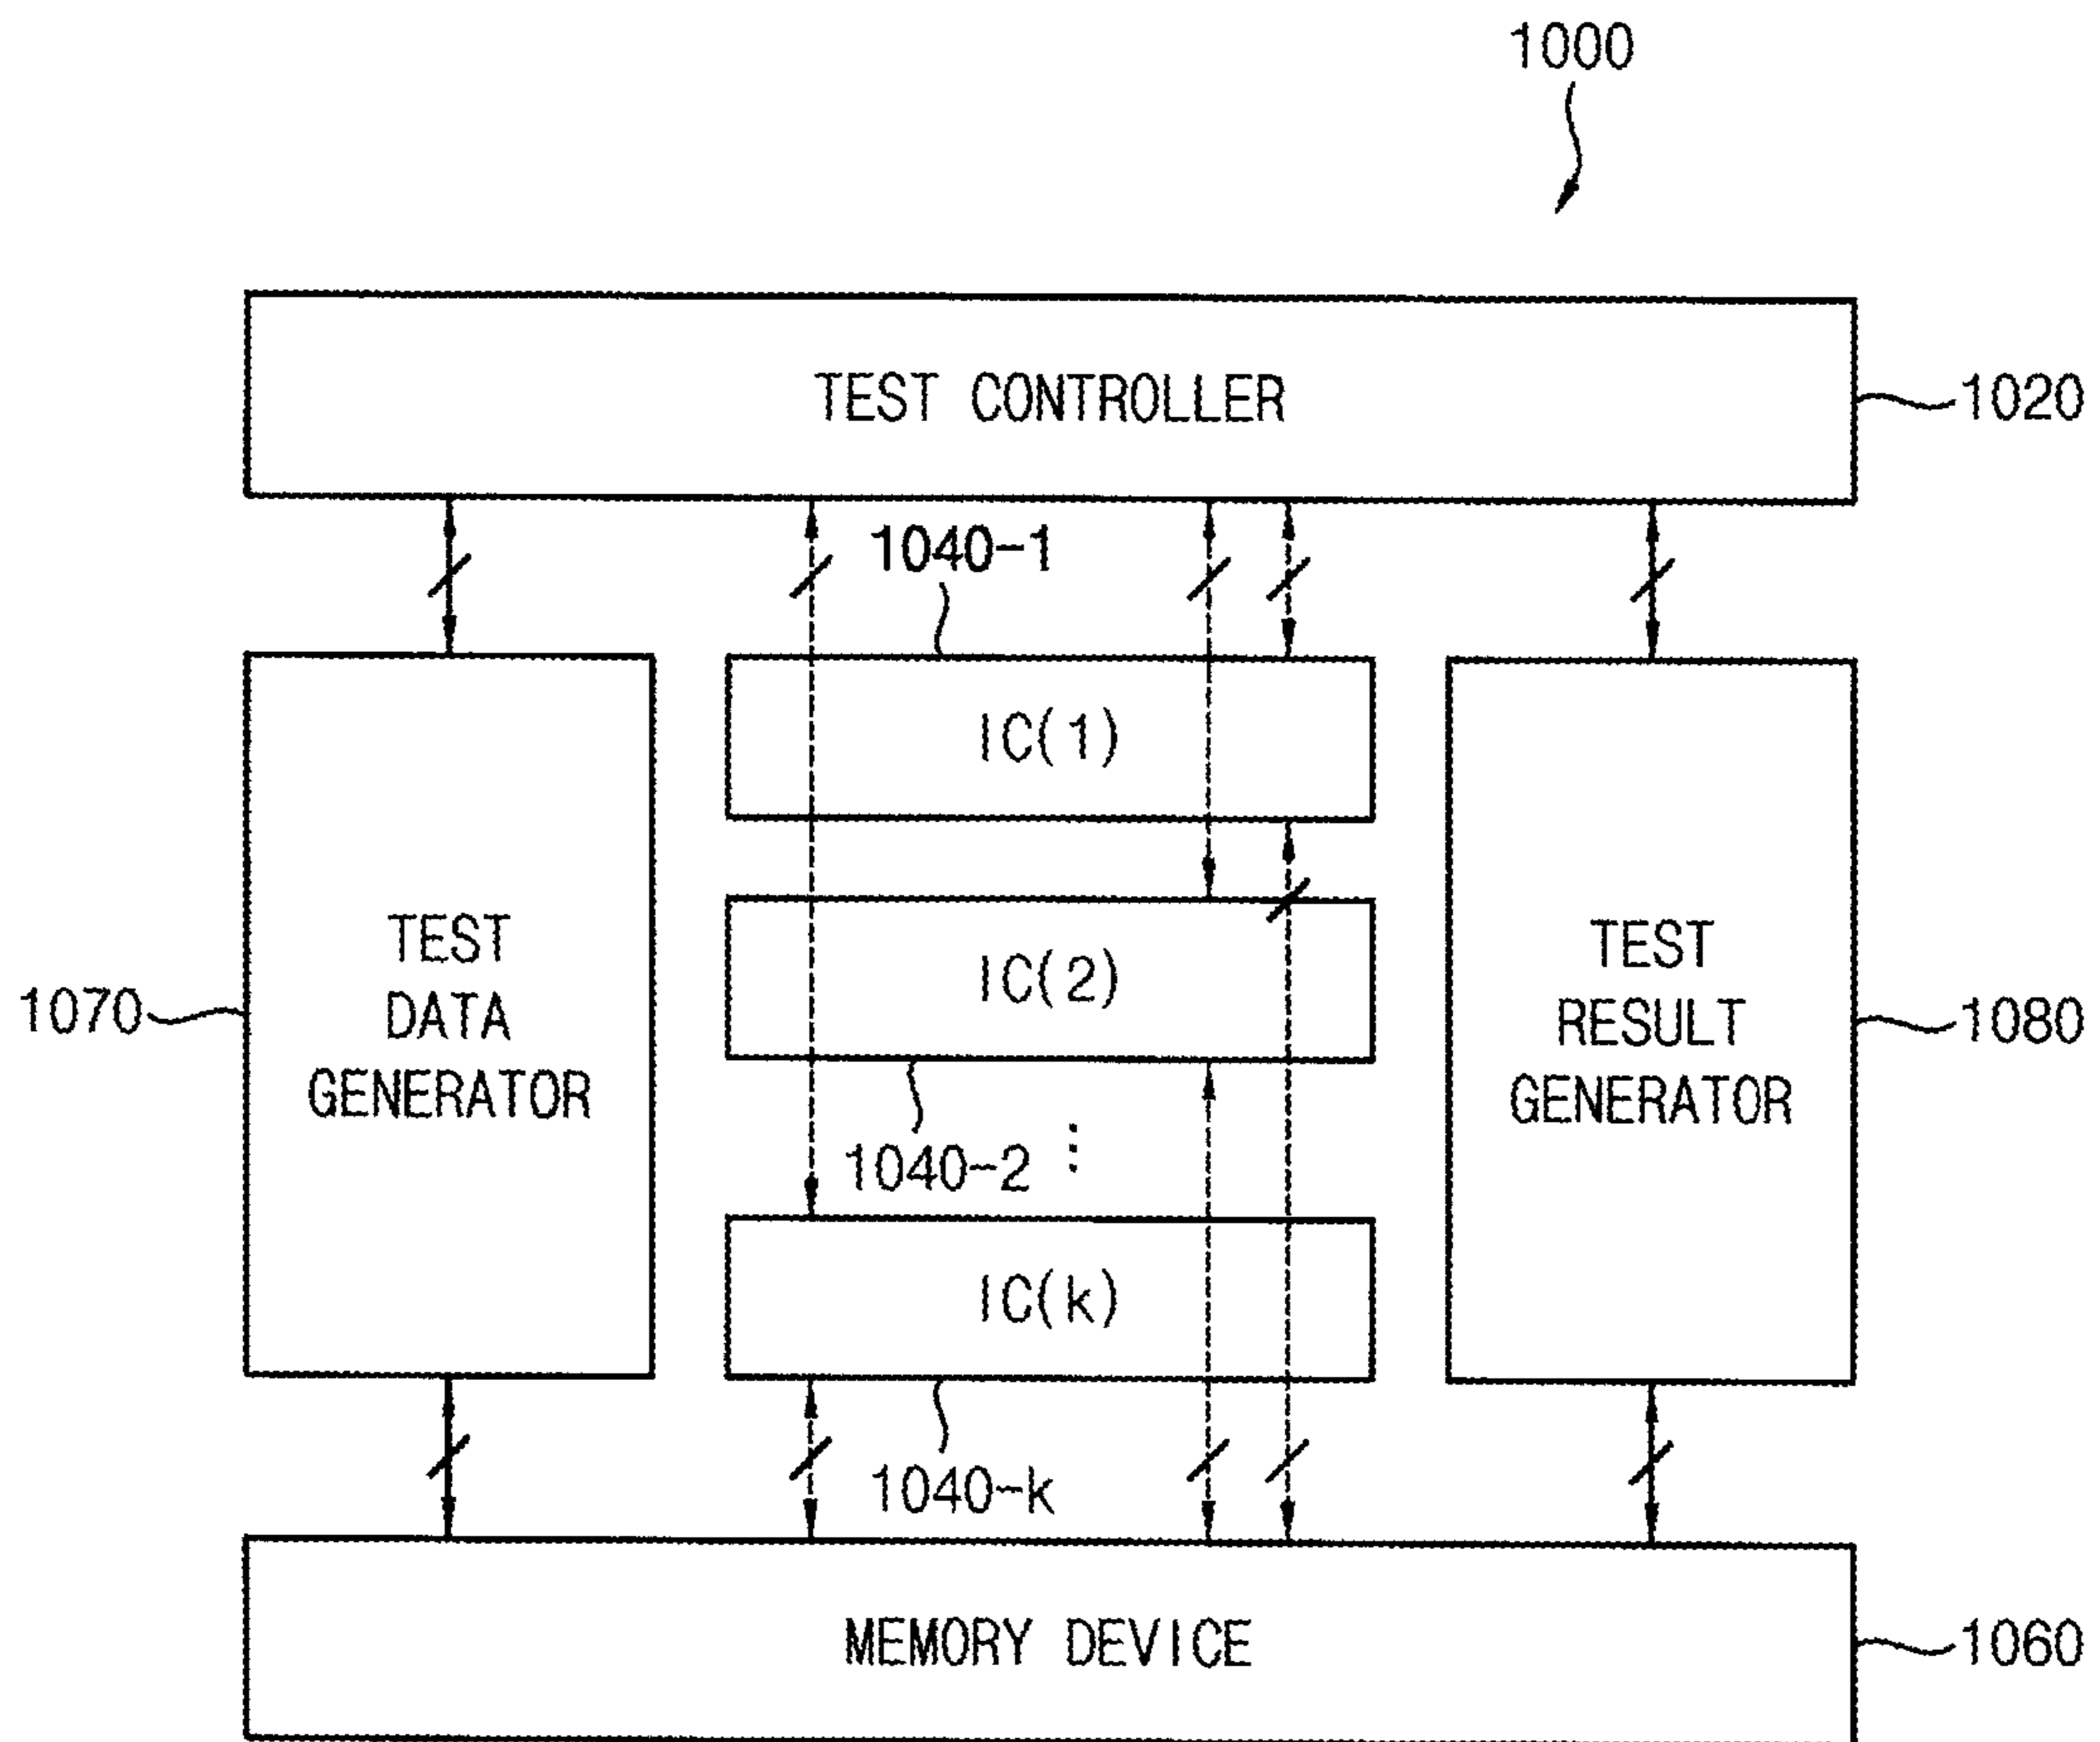 1000
TEST CONTROLLER
1020
1040-1
IC(1)
IC(2)
1040-2
⋮
IC(k)
1040-k
TEST
DATA
GENERATOR
1070
TEST
RESULT
GENERATOR
1080
MEMORY DEVICE
1060